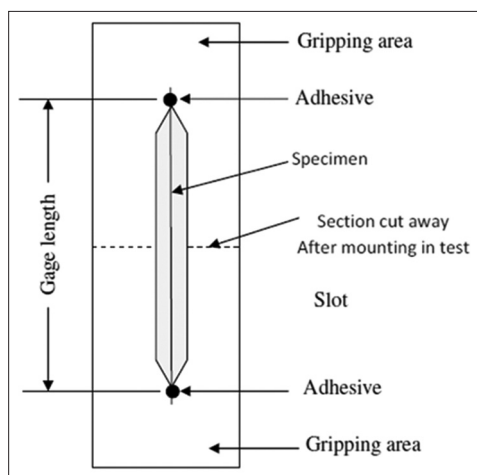 Gripping area
Adhesive
Specimen
Section cut away
After mounting in test
Gage length
Slot
Adhesive
Gripping area